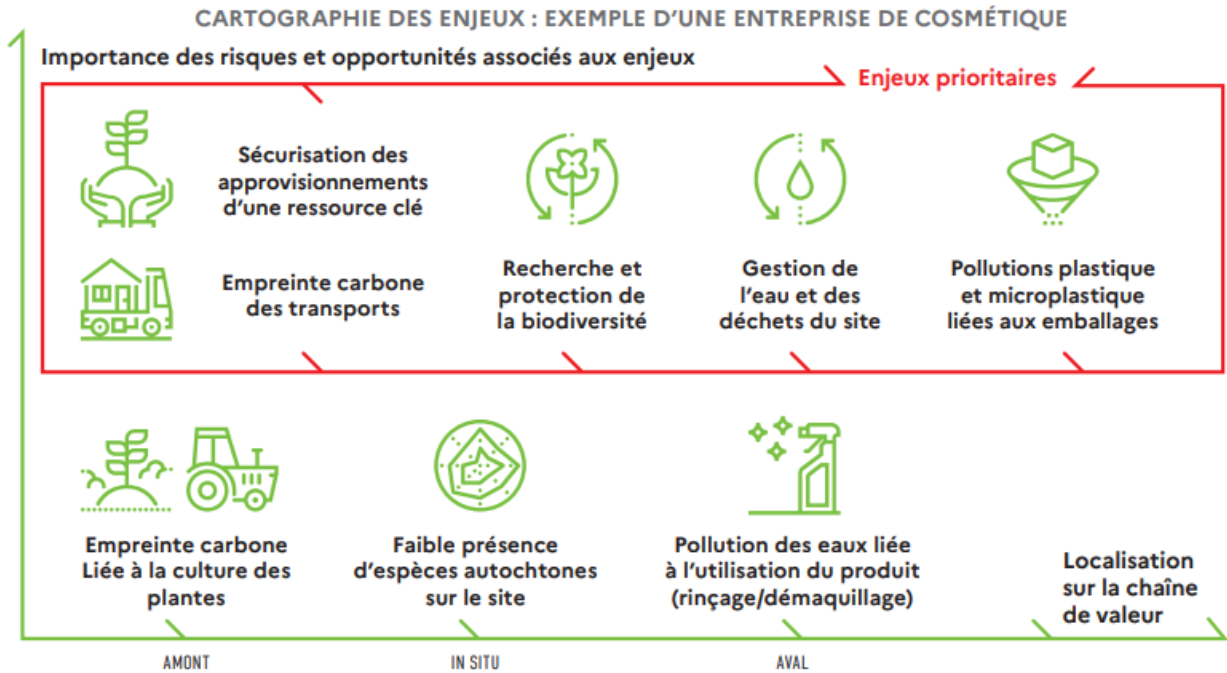 CARTOGRAPHIE DES ENJEUX : EXEMPLE D'UNE ENTREPRISE DE COSMÉTIQUE
Importance des risques et opportunités associés aux enjeux
Enjeux prioritaires
Sécurisation des
approvisionnements
d'une ressource clé
Empreinte carbone
des transports
Recherche et
protection de
la biodiversité
Gestion de
l'eau et des
déchets du site
Pollutions plastique
et microplastique
liées aux emballages
Empreinte carbone
Liée à la culture des
plantes
Faible présence
d'espèces autochtones
sur le site
Pollution des eaux liée
à l'utilisation du produit
(rinçage/démaquillage)
Localisation
sur la chaîne
de valeur
AMONT
IN SITU
AVAL